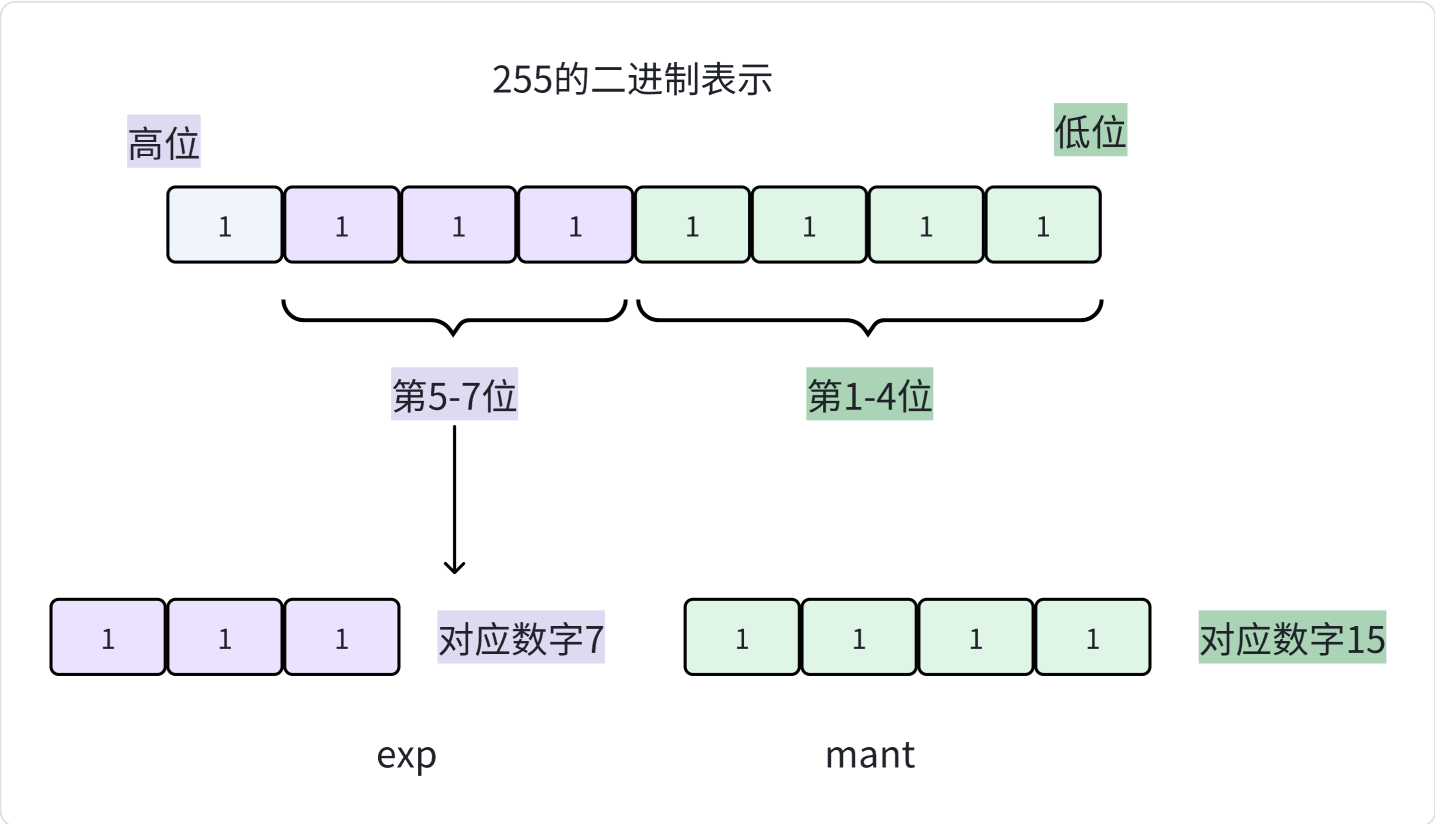 255的二进制表示
高位
低位
1 1 1 1 1 1 1 1
第5-7位
第1-4位
1 1 1
对应数字7
1 1 1 1
对应数字15
exp
mant